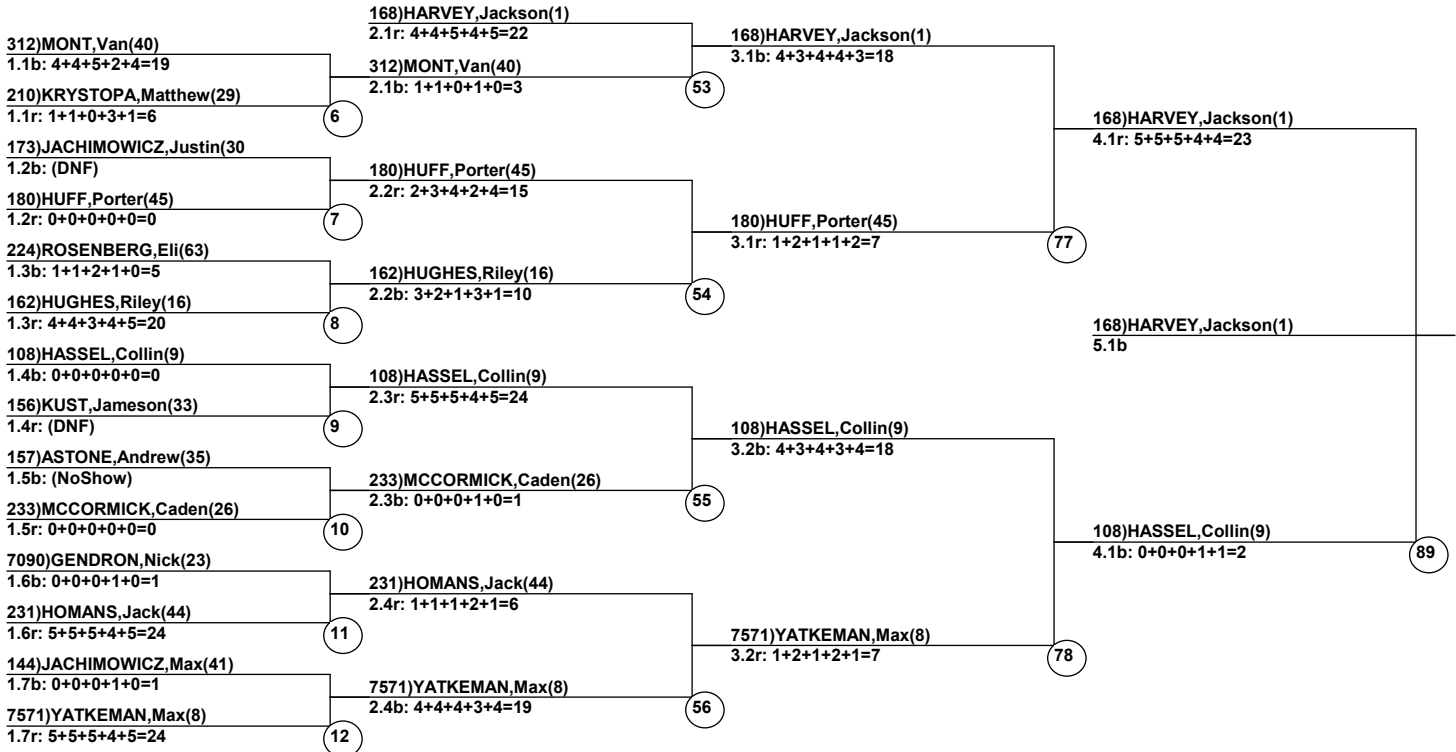 168)HARVEY,Jackson(1)
2.1r: 4+4+5+4+5=22
312)MONT,Van(40)
1.1b: 4+4+5+2+4=19
168)HARVEY,Jackson(1)
3.1b: 4+3+4+4+3=18
312)MONT,Van(40)
2.1b: 1+1+0+1+0=3
53
210)KRYSTOPA,Matthew(29)
1.1r: 1+1+0+3+1=6
6
168)HARVEY,Jackson(1)
4.1r: 5+5+5+4+4=23
173)JACHIMOWICZ,Justin(30
1.2b: (DNF)
180)HUFF,Porter(45)
2.2r: 2+3+4+2+4=15
180)HUFF,Porter(45)
1.2r: 0+0+0+0+0=0
7
180)HUFF,Porter(45)
3.1r: 1+2+1+1+2=7
77
224)ROSENBERG,Eli(63)
1.3b: 1+1+2+1+0=5
162)HUGHES,Riley(16)
2.2b: 3+2+1+3+1=10
54
162)HUGHES,Riley(16)
1.3r: 4+4+3+4+5=20
8
168)HARVEY,Jackson(1)
5.1b
108)HASSEL,Collin(9)
1.4b: 0+0+0+0+0=0
108)HASSEL,Collin(9)
2.3r: 5+5+5+4+5=24
156)KUST,Jameson(33)
1.4r: (DNF)
9
108)HASSEL,Collin(9)
3.2b: 4+3+4+3+4=18
157)ASTONE,Andrew(35)
1.5b: (NoShow)
233)MCCORMICK,Caden(26)
2.3b: 0+0+0+1+0=1
55
233)MCCORMICK,Caden(26)
1.5r: 0+0+0+0+0=0
10
108)HASSEL,Collin(9)
4.1b: 0+0+0+1+1=2
89
7090)GENDRON,Nick(23)
1.6b: 0+0+0+1+0=1
231)HOMANS,Jack(44)
2.4r: 1+1+1+2+1=6
231)HOMANS,Jack(44)
1.6r: 5+5+5+4+5=24
11
7571)YATKEMAN,Max(8)
3.2r: 1+2+1+2+1=7
78
144)JACHIMOWICZ,Max(41)
1.7b: 0+0+0+1+0=1
7571)YATKEMAN,Max(8)
2.4b: 4+4+4+3+4=19
56
7571)YATKEMAN,Max(8)
1.7r: 5+5+5+4+5=24
12